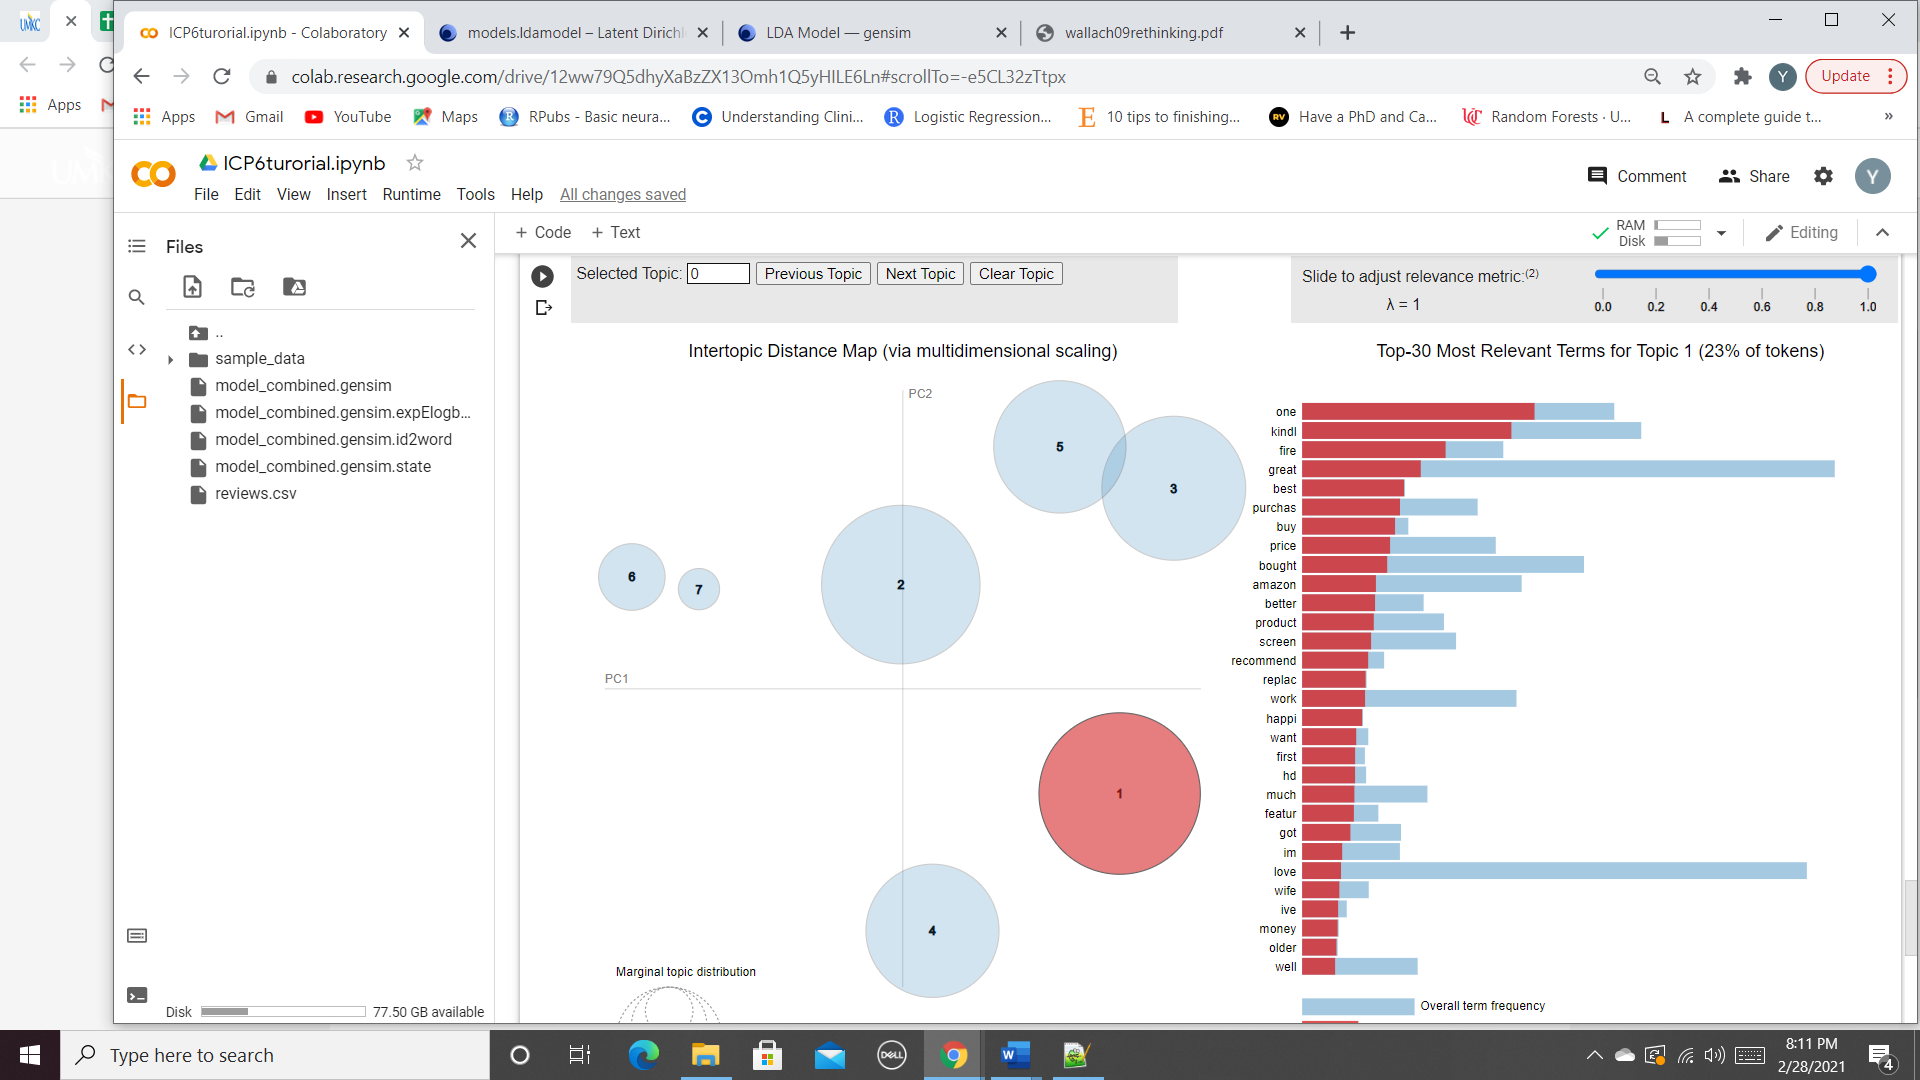 UMKC
ICP6turorial.ipynb - Colaboratory
models.ldamodel – Latent Dirichl
LDA Model — gensim
wallach09rethinking.pdf
colab.research.google.com/drive/12ww79Q5dhyXaBzZX13Omh1Q5yHILE6Ln#scrollTo=-e5CL32zTtpx
Y
Update
Apps
Apps
Gmail
YouTube
Maps
RPubs - Basic neura...
Understanding Clini...
Logistic Regression...
10 tips to finishing...
Have a PhD and Ca...
Random Forests · U...
A complete guide t...
»
ICP6turorial.ipynb
Comment
Share
Y
File Edit View Insert Runtime Tools Help All changes saved
Files
+ Code + Text
RAM
Disk
Editing
..
sample_data
model_combined.gensim
model_combined.gensim.expElogb...
model_combined.gensim.id2word
model_combined.gensim.state
reviews.csv
Disk 77.50 GB available
Selected Topic: 0 Previous Topic Next Topic Clear Topic
Slide to adjust relevance metric:(2)
λ = 1
0.0 0.2 0.4 0.6 0.8 1.0
Intertopic Distance Map (via multidimensional scaling)
PC2
5
3
2
6
7
PC1
1
4
Marginal topic distribution
Top-30 Most Relevant Terms for Topic 1 (23% of tokens)
one
kindl
fire
great
best
purchas
buy
price
bought
amazon
better
product
screen
recommend
replac
work
happi
want
first
hd
much
featur
got
im
love
wife
ive
money
older
well
Overall term frequency
Type here to search
DELL
8:11 PM
2/28/2021
4